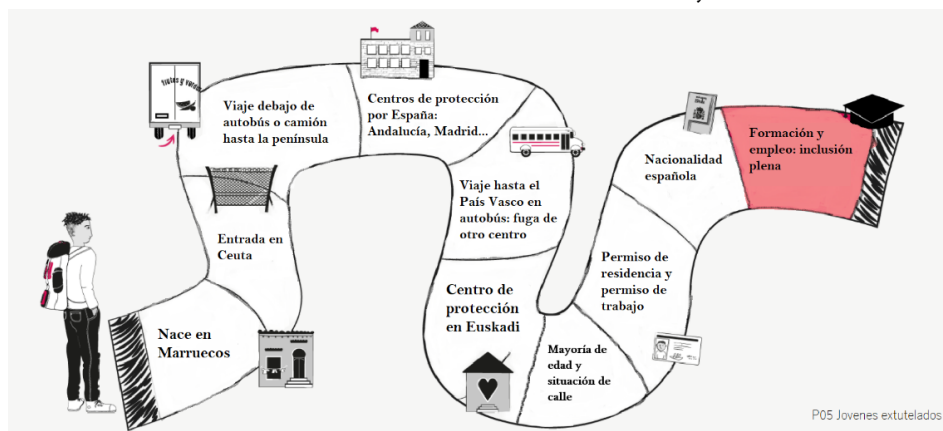 Nace en
Marruecos
Entrada en
Ceuta
Viaje debajo de
autobús o camión
hasta la península
Centros de protección
por España:
Andalucía, Madrid...
Viaje hasta el
País Vasco en
autobús: fuga de
otro centro
Centro de
protección
en Euskadi
Mayoría de
edad y
situación de
calle
Permiso de
residencia y
permiso de
trabajo
Nacionalidad
española
Formación y
empleo: inclusión
plena
P05 Jovenes extutelados